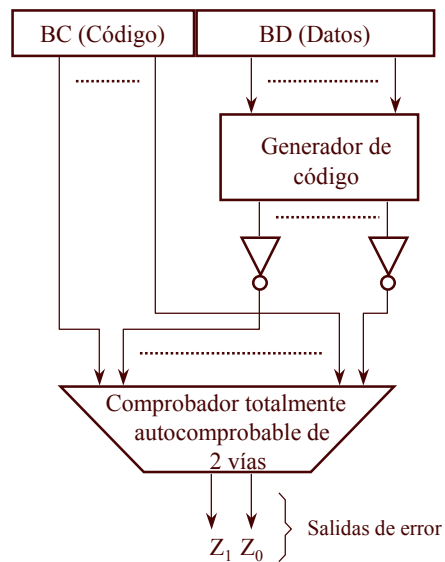 BC (Código)
BD (Datos)
Generador de
código
Comprobador totalmente
autocomprobable de
2 vías
Salidas de error
Z1 Z0